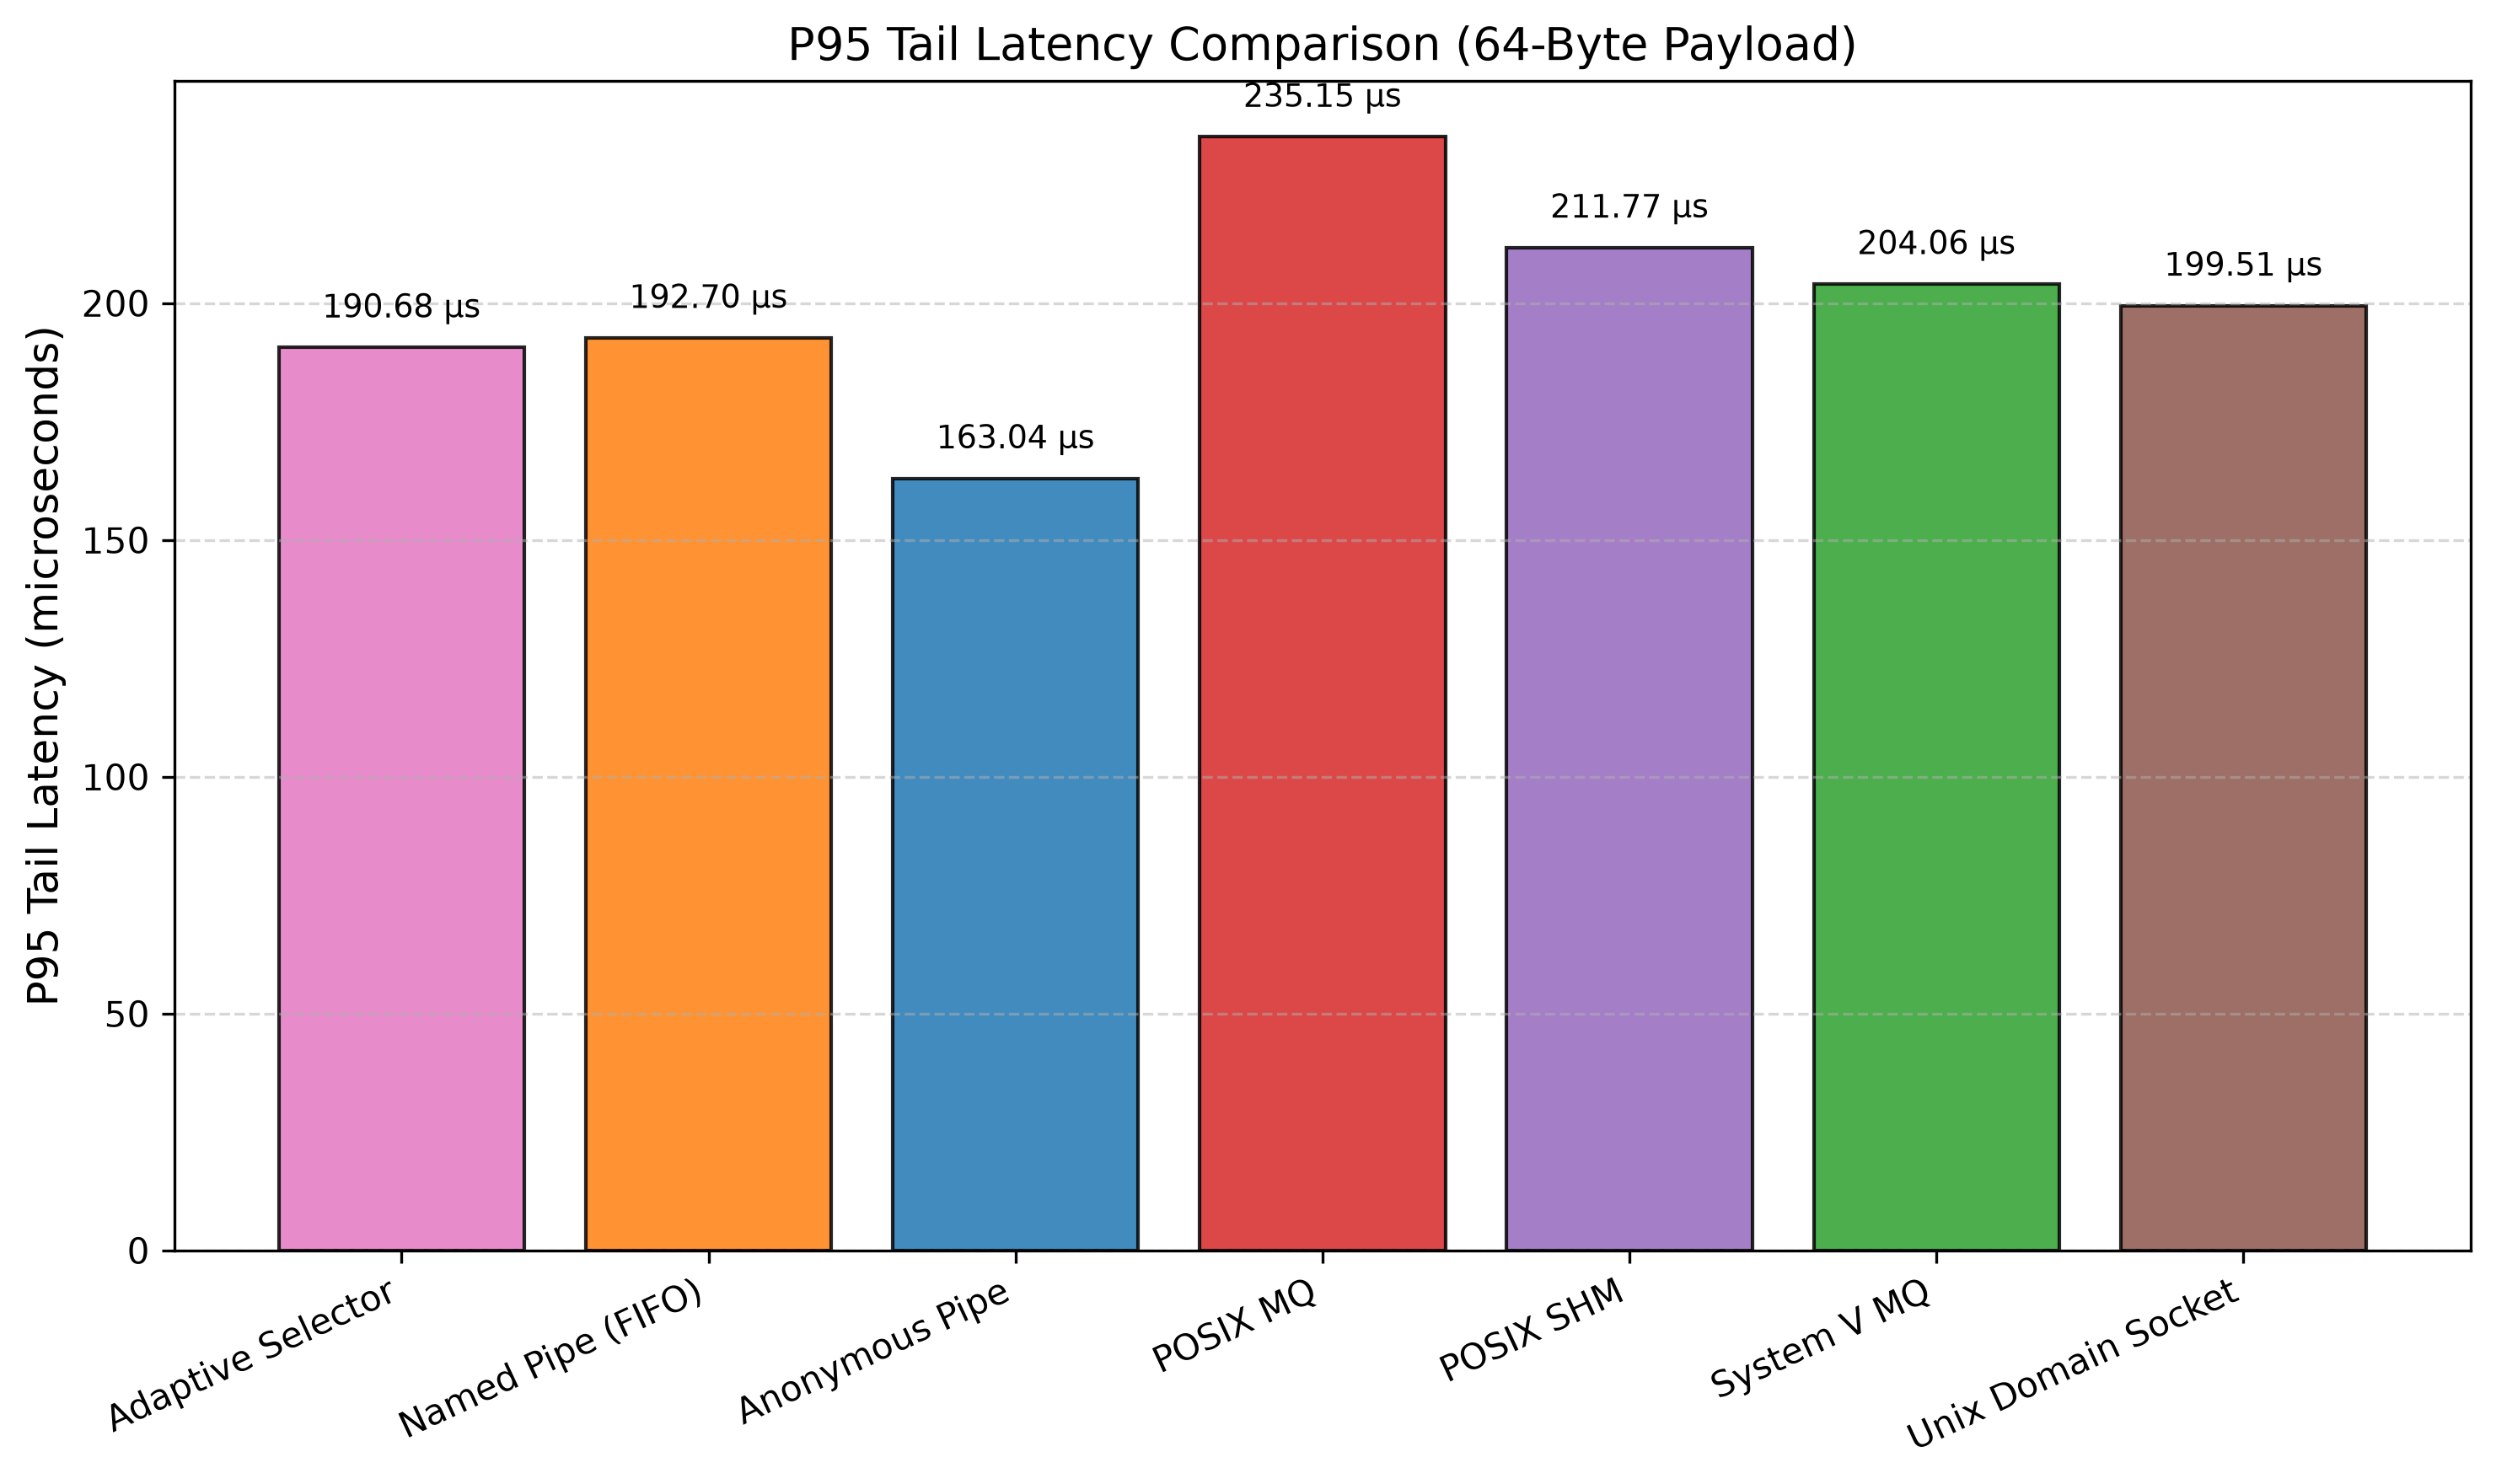 P95 Tail Latency Comparison (64-Byte Payload)
P95 Tail Latency (microseconds)
200
150
100
50
0
190.68 µs
192.70 µs
163.04 µs
235.15 µs
211.77 µs
204.06 µs
199.51 µs
Adaptive Selector
Named Pipe (FIFO)
Anonymous Pipe
POSIX MQ
POSIX SHM
System V MQ
Unix Domain Socket